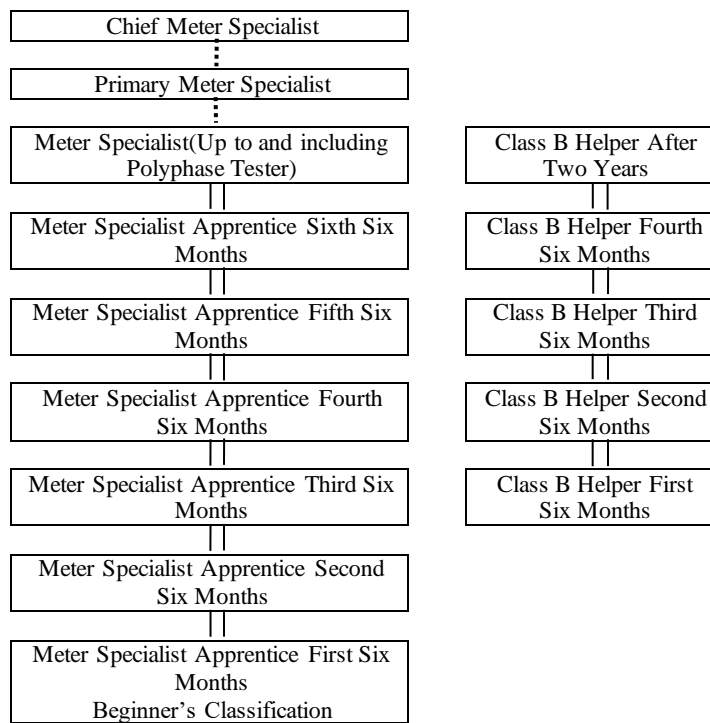 Chief Meter Specialist
Primary Meter Specialist
Meter Specialist(Up to and including
Polyphase Tester)
Meter Specialist Apprentice Sixth Six
Months
Meter Specialist Apprentice Fifth Six
Months
Meter Specialist Apprentice Fourth
Six Months
Meter Specialist Apprentice Third Six
Months
Meter Specialist Apprentice Second
Six Months
Meter Specialist Apprentice First Six
Months
Beginner's Classification
Class B Helper After
Two Years
Class B Helper Fourth
Six Months
Class B Helper Third
Six Months
Class B Helper Second
Six Months
Class B Helper First
Six Months